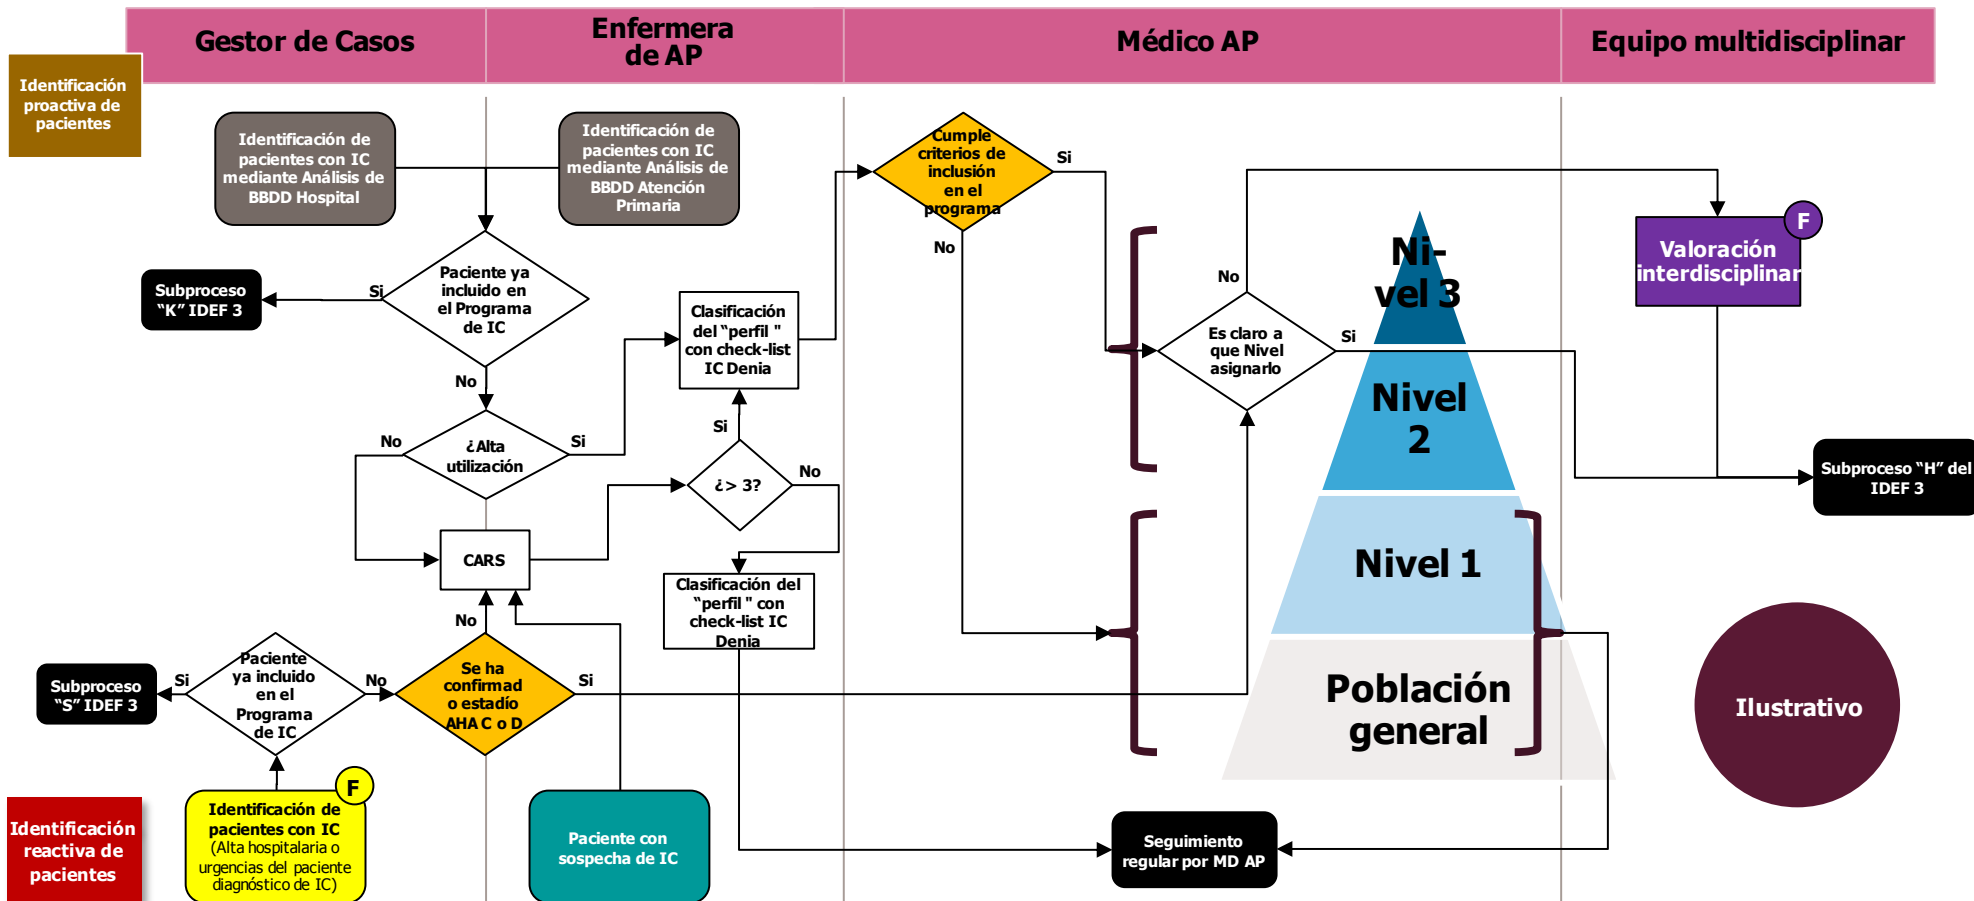 Gestor de Casos
Enfermera
de AP
Médico AP
Equipo multidisciplinar
Identificación
proactiva de
pacientes
Identificación de
pacientes con IC
mediante Análisis de
BBDD Hospital
Identificación de
pacientes con IC
mediante Análisis de
BBDD Atención
Primaria
Cumple
criterios de
inclusión
en el
programa
Si
No
Paciente ya
incluido en
el Programa
de IC
Si
No
Subproceso
“K” IDEF 3
Clasificación
del “perfil "
con check-list
IC Denia
¿Alta
utilización
No
Si
¿> 3?
Si
No
CARS
Clasificación del
“perfil " con
check-list IC
Denia
No
Es claro a
que Nivel
asignarlo
No
Si
Ni-
vel 3
Nivel
2
Nivel 1
Población
general
Valoración
interdisciplinar
F
Subproceso “H” del
IDEF 3
Ilustrativo
Subproceso
“S” IDEF 3
Si
Paciente
ya incluido
en el
Programa
de IC
No
Se ha
confirmad
o estadío
AHA C o D
Si
Identificación
reactiva de
pacientes
F
Identificación de
pacientes con IC
(Alta hospitalaria o
urgencias del paciente
diagnóstico de IC)
Paciente con
sospecha de IC
Seguimiento
regular por MD AP